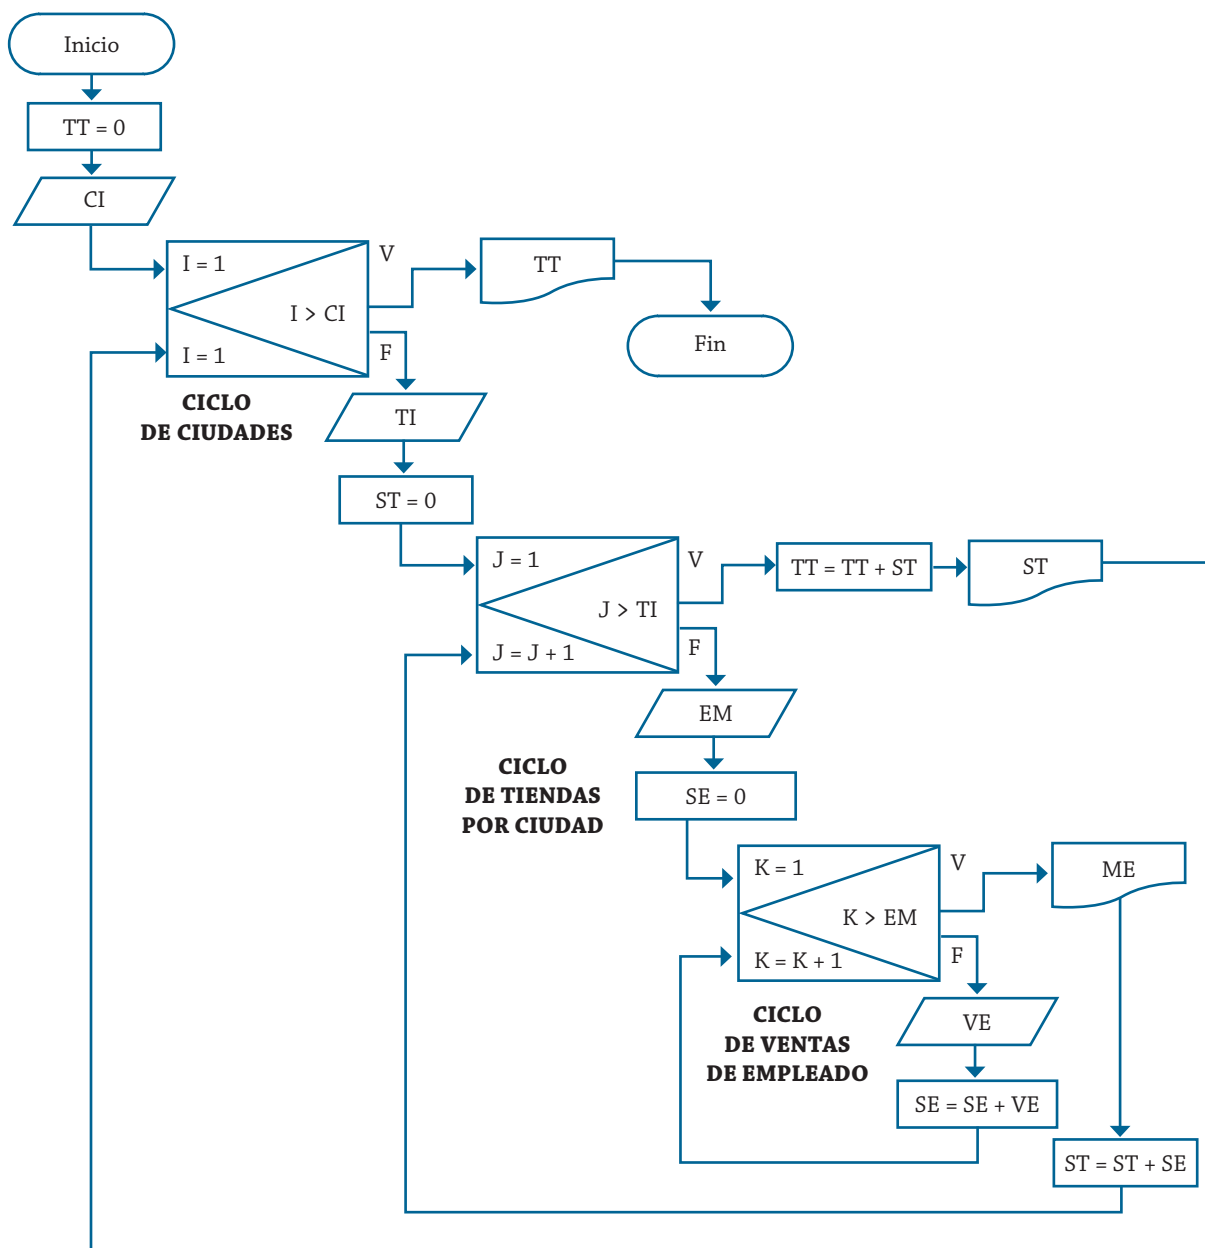 Inicio
TT = 0
CI
I = 1
I > CI
I = 1
V
F
TT
Fin
CICLO
DE CIUDADES
TI
ST = 0
J = 1
J > TI
J = J + 1
V
F
TT = TT + ST
ST
EM
SE = 0
CICLO
DE TIENDAS
POR CIUDAD
K = 1
K > EM
K = K + 1
V
F
ME
VE
CICLO
DE VENTAS
DE EMPLEADO
SE = SE + VE
ST = ST + SE